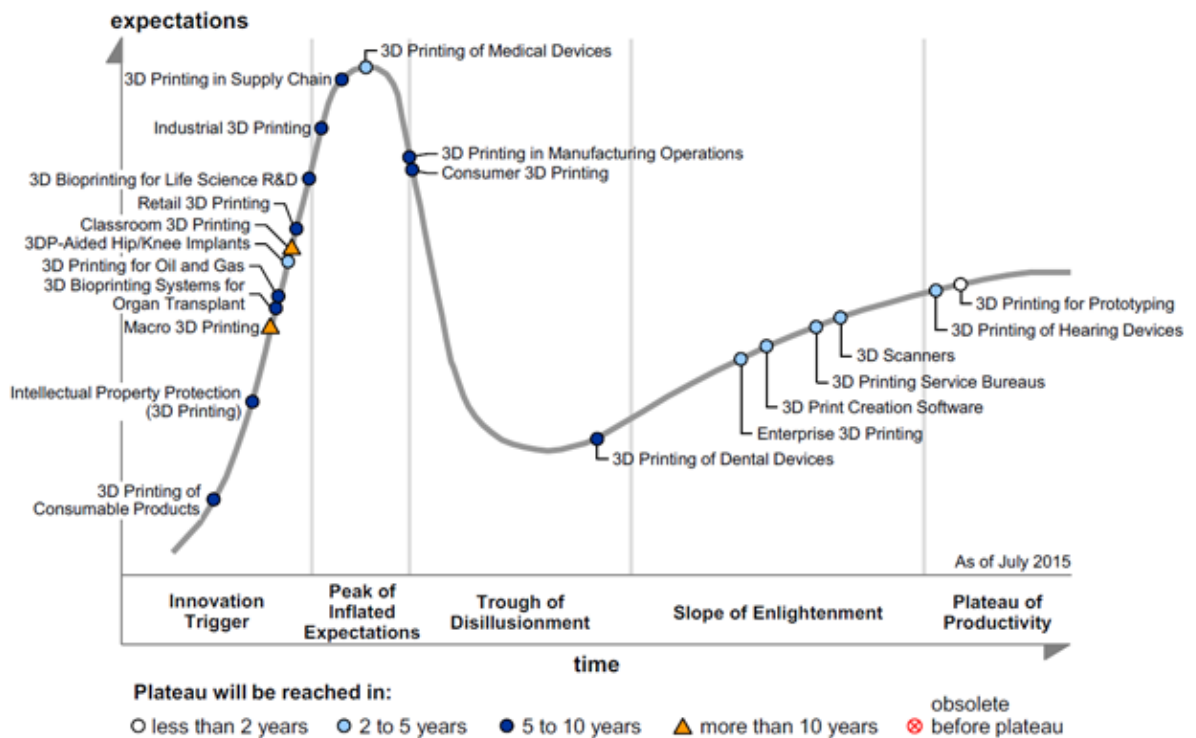 expectations
3D Printing of Medical Devices
3D Printing in Supply Chain
Industrial 3D Printing
3D Printing in Manufacturing Operations
Consumer 3D Printing
3D Bioprinting for Life Science R&D
Retail 3D Printing
Classroom 3D Printing
3DP-Aided Hip/Knee Implants
3D Printing for Oil and Gas
3D Bioprinting Systems for
Organ Transplant
Macro 3D Printing
Intellectual Property Protection
(3D Printing)
3D Printing of
Consumable Products
3D Printing for Prototyping
3D Printing of Hearing Devices
3D Scanners
3D Printing Service Bureaus
3D Print Creation Software
Enterprise 3D Printing
3D Printing of Dental Devices
As of July 2015
Innovation
Trigger
Peak of
Inflated
Expectations
Trough of
Disillusionment
Slope of Enlightenment
Plateau of
Productivity
time
Plateau will be reached in:
less than 2 years
2 to 5 years
5 to 10 years
more than 10 years
obsolete
before plateau